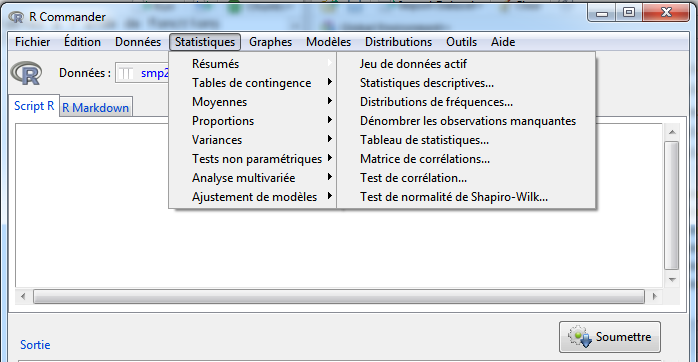 R Commander
Fichier Édition Données Statistiques Graphes Modèles Distributions Outils Aide
Données : smp2
Résumés
Tables de contingence
Moyennes
Proportions
Variances
Tests non paramétriques
Analyse multivariée
Ajustement de modèles
Jeu de données actif
Statistiques descriptives...
Distributions de fréquences...
Dénombrer les observations manquantes
Tableau de statistiques...
Matrice de corrélations...
Test de corrélation...
Test de normalité de Shapiro-Wilk...
Script R R Markdown
Soumettre
Sortie